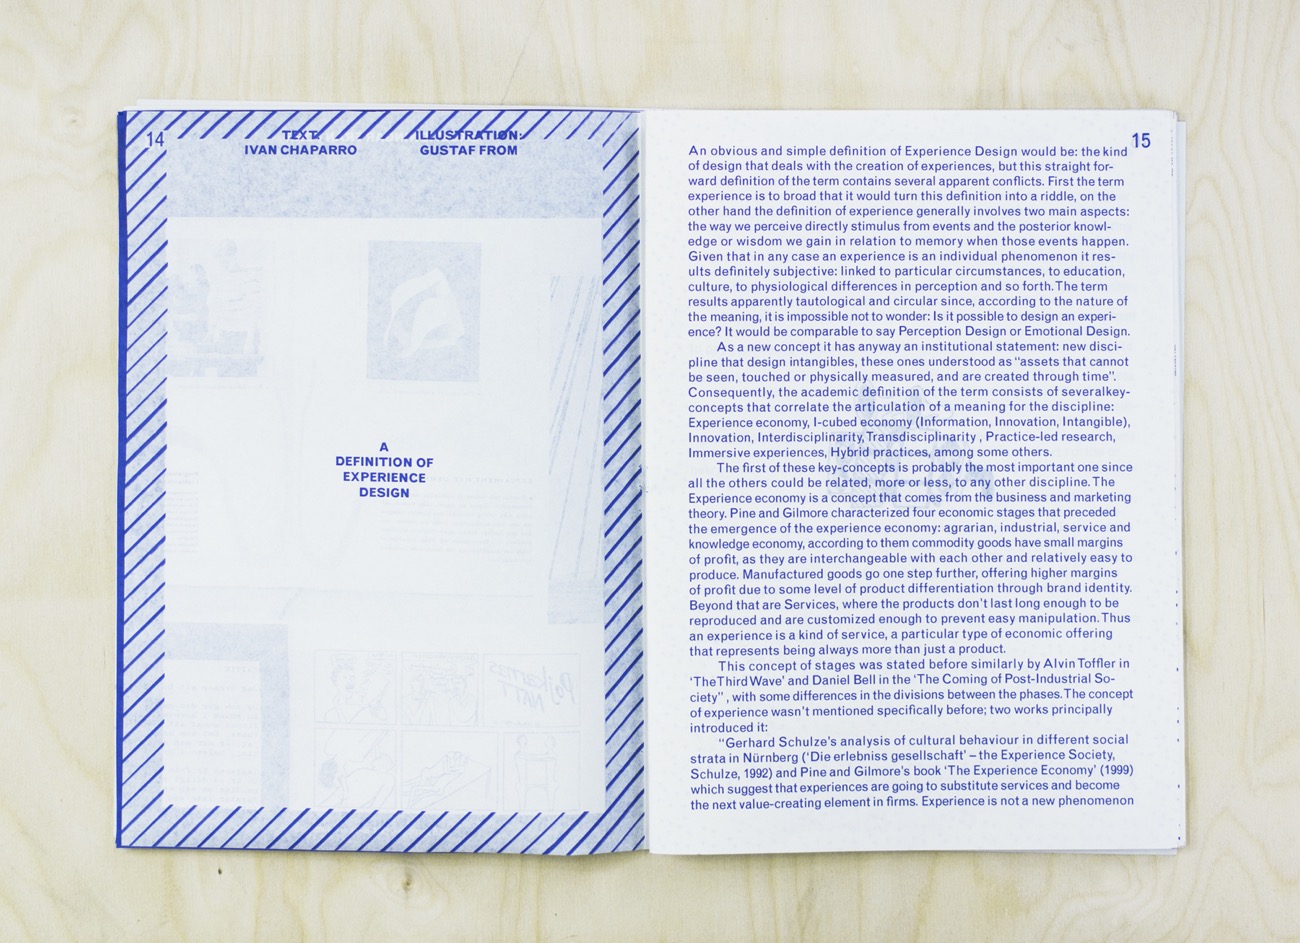 14
TEXT:
IVAN CHAPARRO
ILLUSTRATION:
GUSTAF FROM
A
DEFINITION OF
EXPERIENCE
DESIGN
15
An obvious and simple definition of Experience Design would be: the kind
of design that deals with the creation of experiences, but this straight for-
ward definition of the term contains several apparent conflicts. First the term
experience is to broad that it would turn this definition into a riddle, on the
other hand the definition of experience generally involves two main aspects:
the way we perceive directly stimulus from events and the posterior knowl-
edge or wisdom we gain in relation to memory when those events happen.
Given that in any case an experience is an individual phenomenon it res-
ults definitely subjective: linked to particular circumstances, to education,
culture, to physiological differences in perception and so forth. The term
results apparently tautological and circular since, according to the nature of
the meaning, it is impossible not to wonder: Is it possible to design an experi-
ence? It would be comparable to say Perception Design or Emotional Design.
As a new concept it has anyway an institutional statement: new disci-
pline that design intangibles, these ones understood as “assets that cannot
be seen, touched or physically measured, and are created through time”.
Consequently, the academic definition of the term consists of severalkey-
concepts that correlate the articulation of a meaning for the discipline:
Experience economy, I-cubed economy (Information, Innovation, Intangible),
Innovation, Interdisciplinarity, Transdisciplinarity , Practice-led research,
Immersive experiences, Hybrid practices, among some others.
The first of these key-concepts is probably the most important one since
all the others could be related, more or less, to any other discipline. The
Experience economy is a concept that comes from the business and marketing
theory. Pine and Gilmore characterized four economic stages that preceded
the emergence of the experience economy: agrarian, industrial, service and
knowledge economy, according to them commodity goods have small margins
of profit, as they are interchangeable with each other and relatively easy to
produce. Manufactured goods go one step further, offering higher margins
of profit due to some level of product differentiation through brand identity.
Beyond that are Services, where the products don’t last long enough to be
reproduced and are customized enough to prevent easy manipulation. Thus
an experience is a kind of service, a particular type of economic offering
that represents being always more than just a product.
This concept of stages was stated before similarly by Alvin Toffler in
‘The Third Wave’ and Daniel Bell in the ‘The Coming of Post-Industrial So-
ciety” , with some differences in the divisions between the phases. The concept
of experience wasn’t mentioned specifically before; two works principally
introduced it:
“Gerhard Schulze’s analysis of cultural behaviour in different social
strata in Nürnberg (‘Die erlebniss gesellschaft’ – the Experience Society,
Schulze, 1992) and Pine and Gilmore’s book ‘The Experience Economy’ (1999)
which suggest that experiences are going to substitute services and become
the next value-creating element in firms. Experience is not a new phenomenon